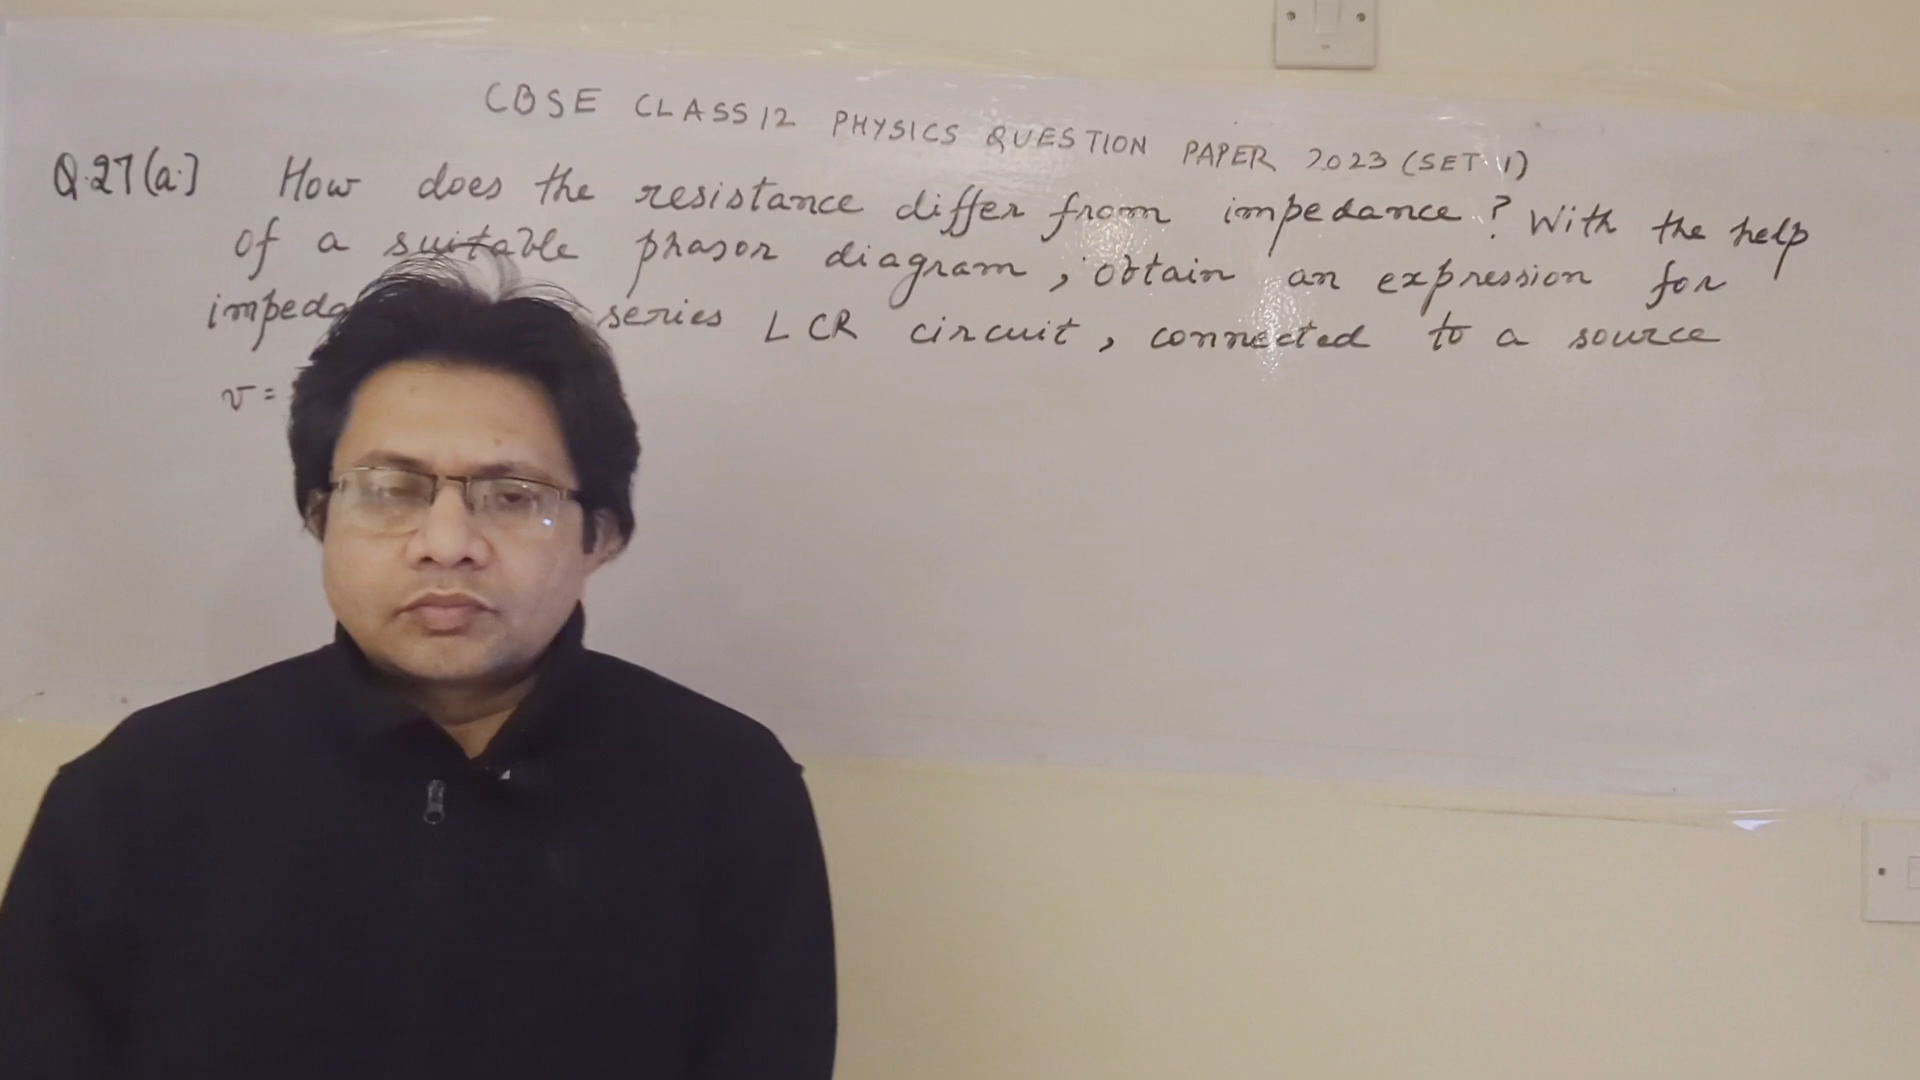 CBSE CLASS 12 PHYSICS QUESTION PAPER 2023 (SET 1)
Q.27(a.) How does the resistance differ from impedance? With the help
of a suitable phasor diagram, obtain an expression for
impeda series LCR circuit, connected to a source
v =